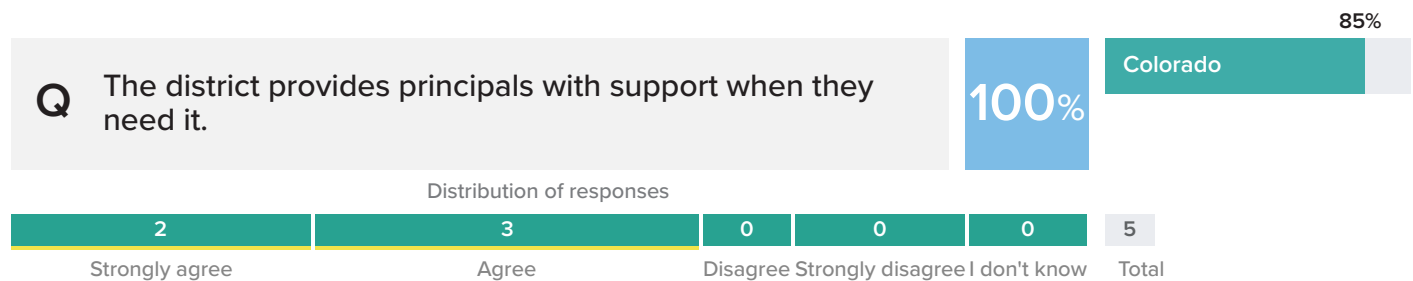 85%
Q
The district provides principals with support when they
need it.
100%
Colorado
Distribution of responses
2 3 0 0 0 5
Strongly agree Agree Disagree Strongly disagree I don't know Total